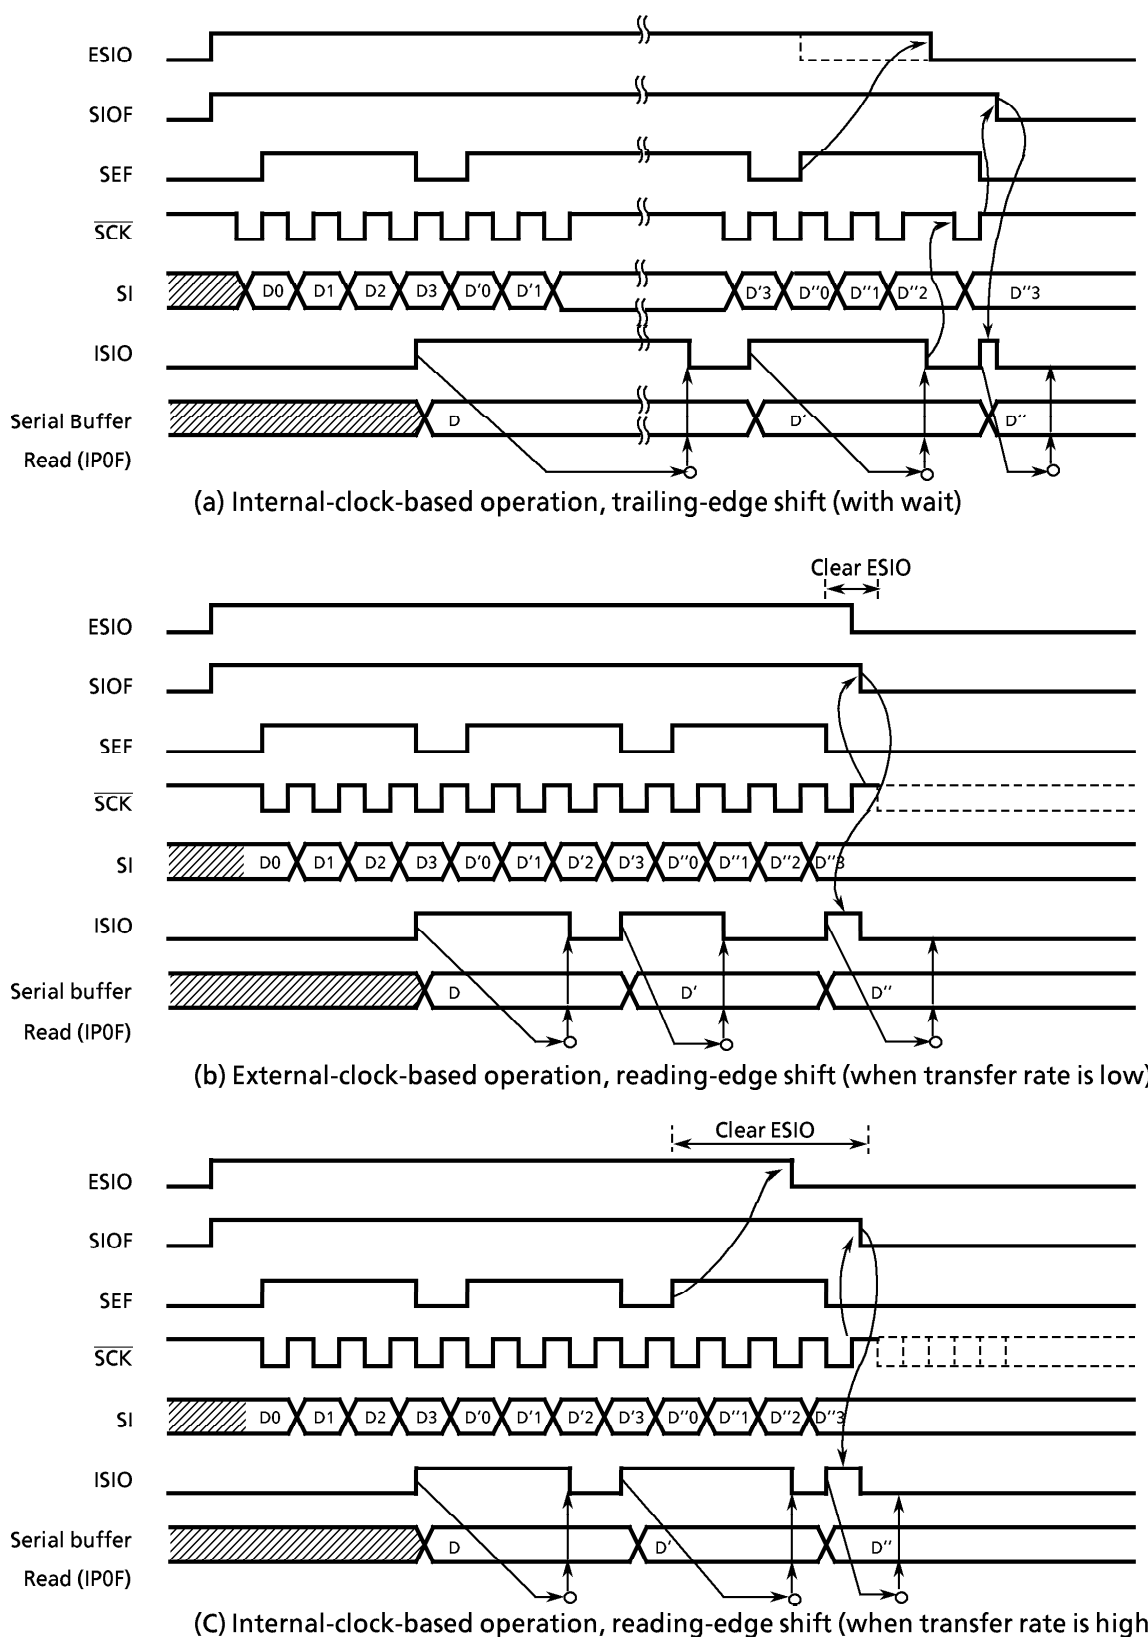 ESIO
SIOF
SEF
SCK
SI D0 D1 D2 D3 D'0 D'1 D'3 D''0 D''1 D''2 D''3
ISIO
Serial Buffer D D' D''
Read (IP0F)
(a) Internal-clock-based operation, trailing-edge shift (with wait)
Clear ESIO
ESIO
SIOF
SEF
SCK
SI D0 D1 D2 D3 D'0 D'1 D'2 D'3 D''0 D''1 D''2 D''3
ISIO
Serial buffer D D' D''
Read (IP0F)
(b) External-clock-based operation, reading-edge shift (when transfer rate is low)
Clear ESIO
ESIO
SIOF
SEF
SCK
SI D0 D1 D2 D3 D'0 D'1 D'2 D'3 D''0 D''1 D''2 D''3
ISIO
Serial buffer D D' D''
Read (IP0F)
(C) Internal-clock-based operation, reading-edge shift (when transfer rate is high